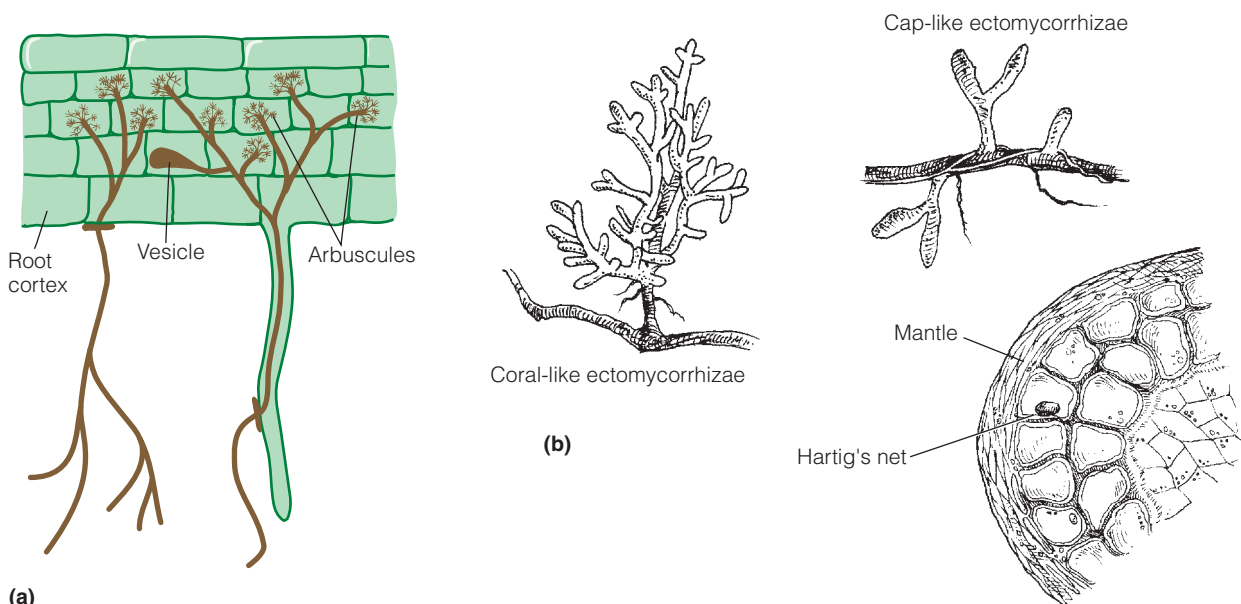 Root
cortex
Vesicle
Arbuscules
(a)
Coral-like ectomycorrhizae
(b)
Cap-like ectomycorrhizae
Mantle
Hartig's net